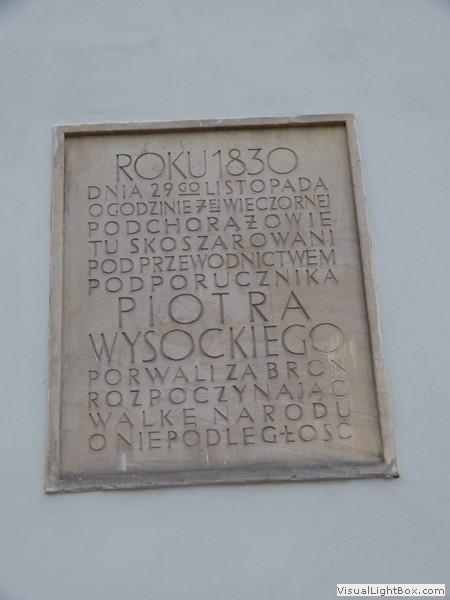 ROKU 1830
DNIA 29GO LISTOPADA
O GODZINIE 7EJ WIECZORNEJ
PODCHORĄŻOWIE
TU SKOSZAROWANI
POD PRZEWODNICTWEM
PODPORUCZNIKA
PIOTRA
WYSOCKIEGO
PORWALI ZA BROŃ
ROZPOCZYNAJĄC
WALKĘ NARODU
O NIEPODLEGŁOŚĆ
VisualLightBox.com